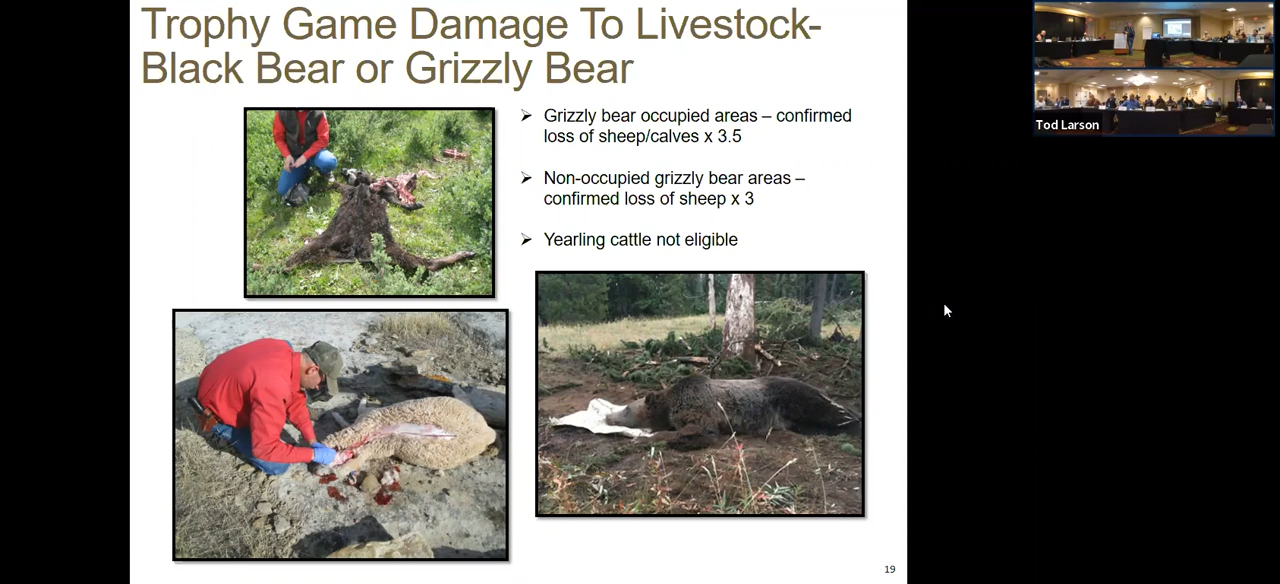 Trophy Game Damage To Livestock-
Black Bear or Grizzly Bear
➢ Grizzly bear occupied areas – confirmed
loss of sheep/calves x 3.5
➢ Non-occupied grizzly bear areas –
confirmed loss of sheep x 3
➢ Yearling cattle not eligible
19
Tod Larson